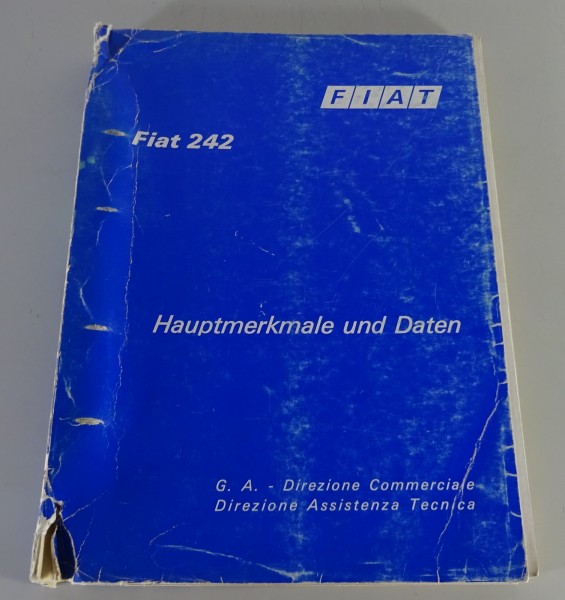 FIAT
Fiat 242
Hauptmerkmale und Daten
G. A. - Direzione Commerciale
Direzione Assistenza Tecnica